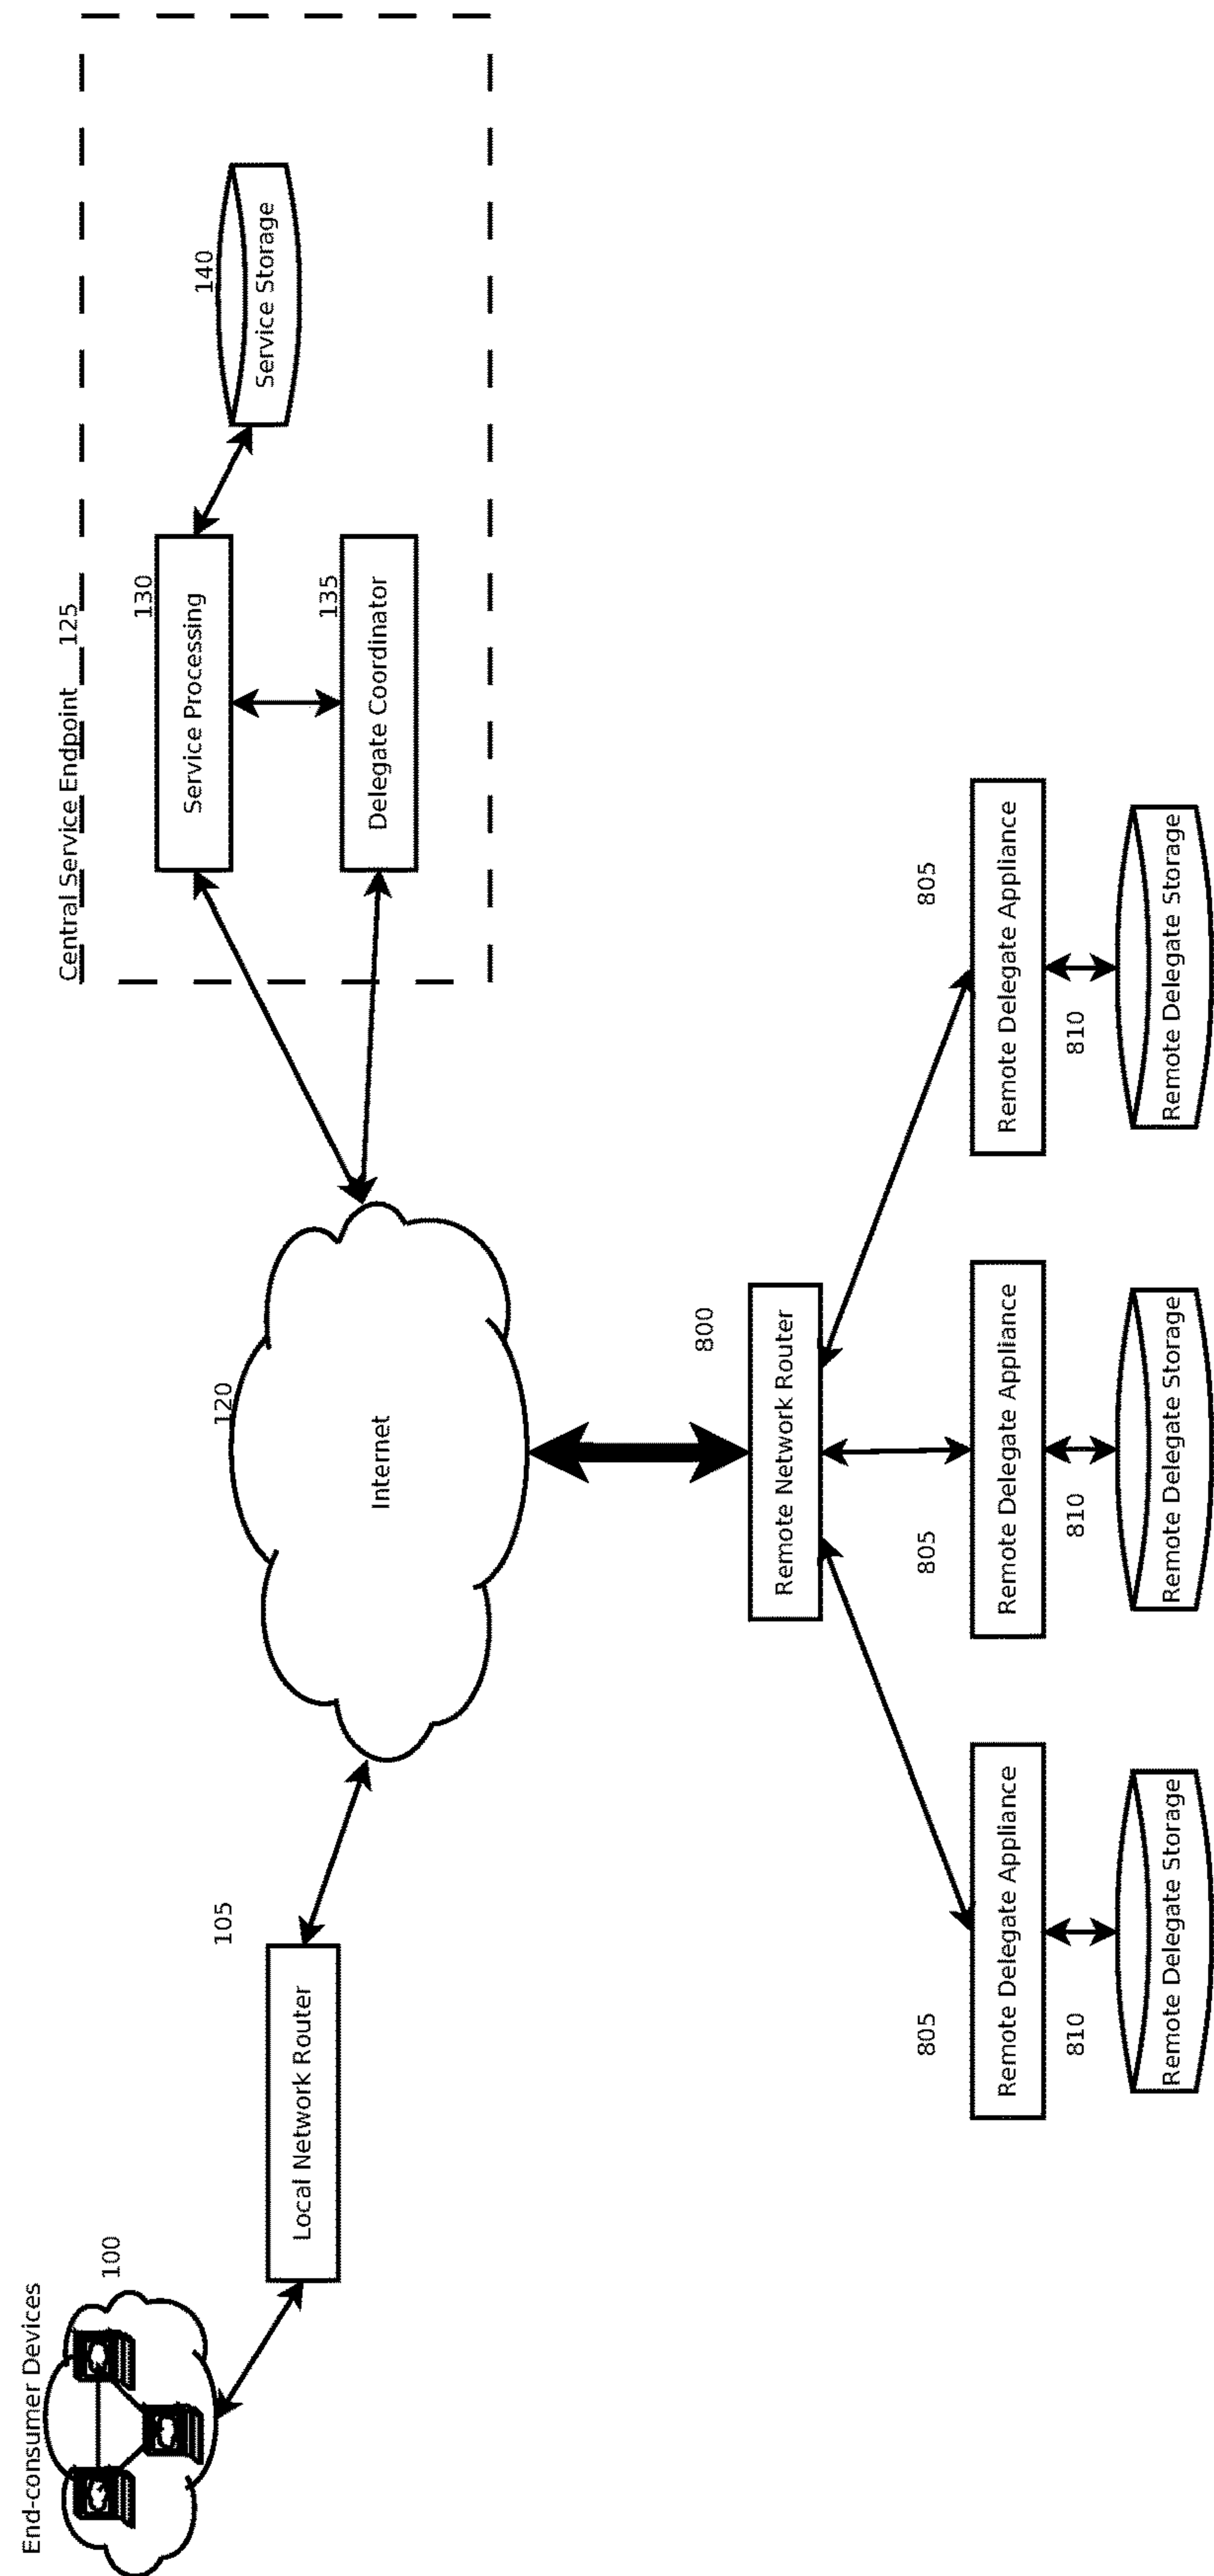 End-consumer Devices
100
Local Network Router
105
Internet
120
Central Service Endpoint
125
Service Processing
130
Delegate Coordinator
135
Service Storage
140
Remote Network Router
800
Remote Delegate Appliance
805
Remote Delegate Appliance
805
Remote Delegate Appliance
805
810
Remote Delegate Storage
810
Remote Delegate Storage
810
Remote Delegate Storage